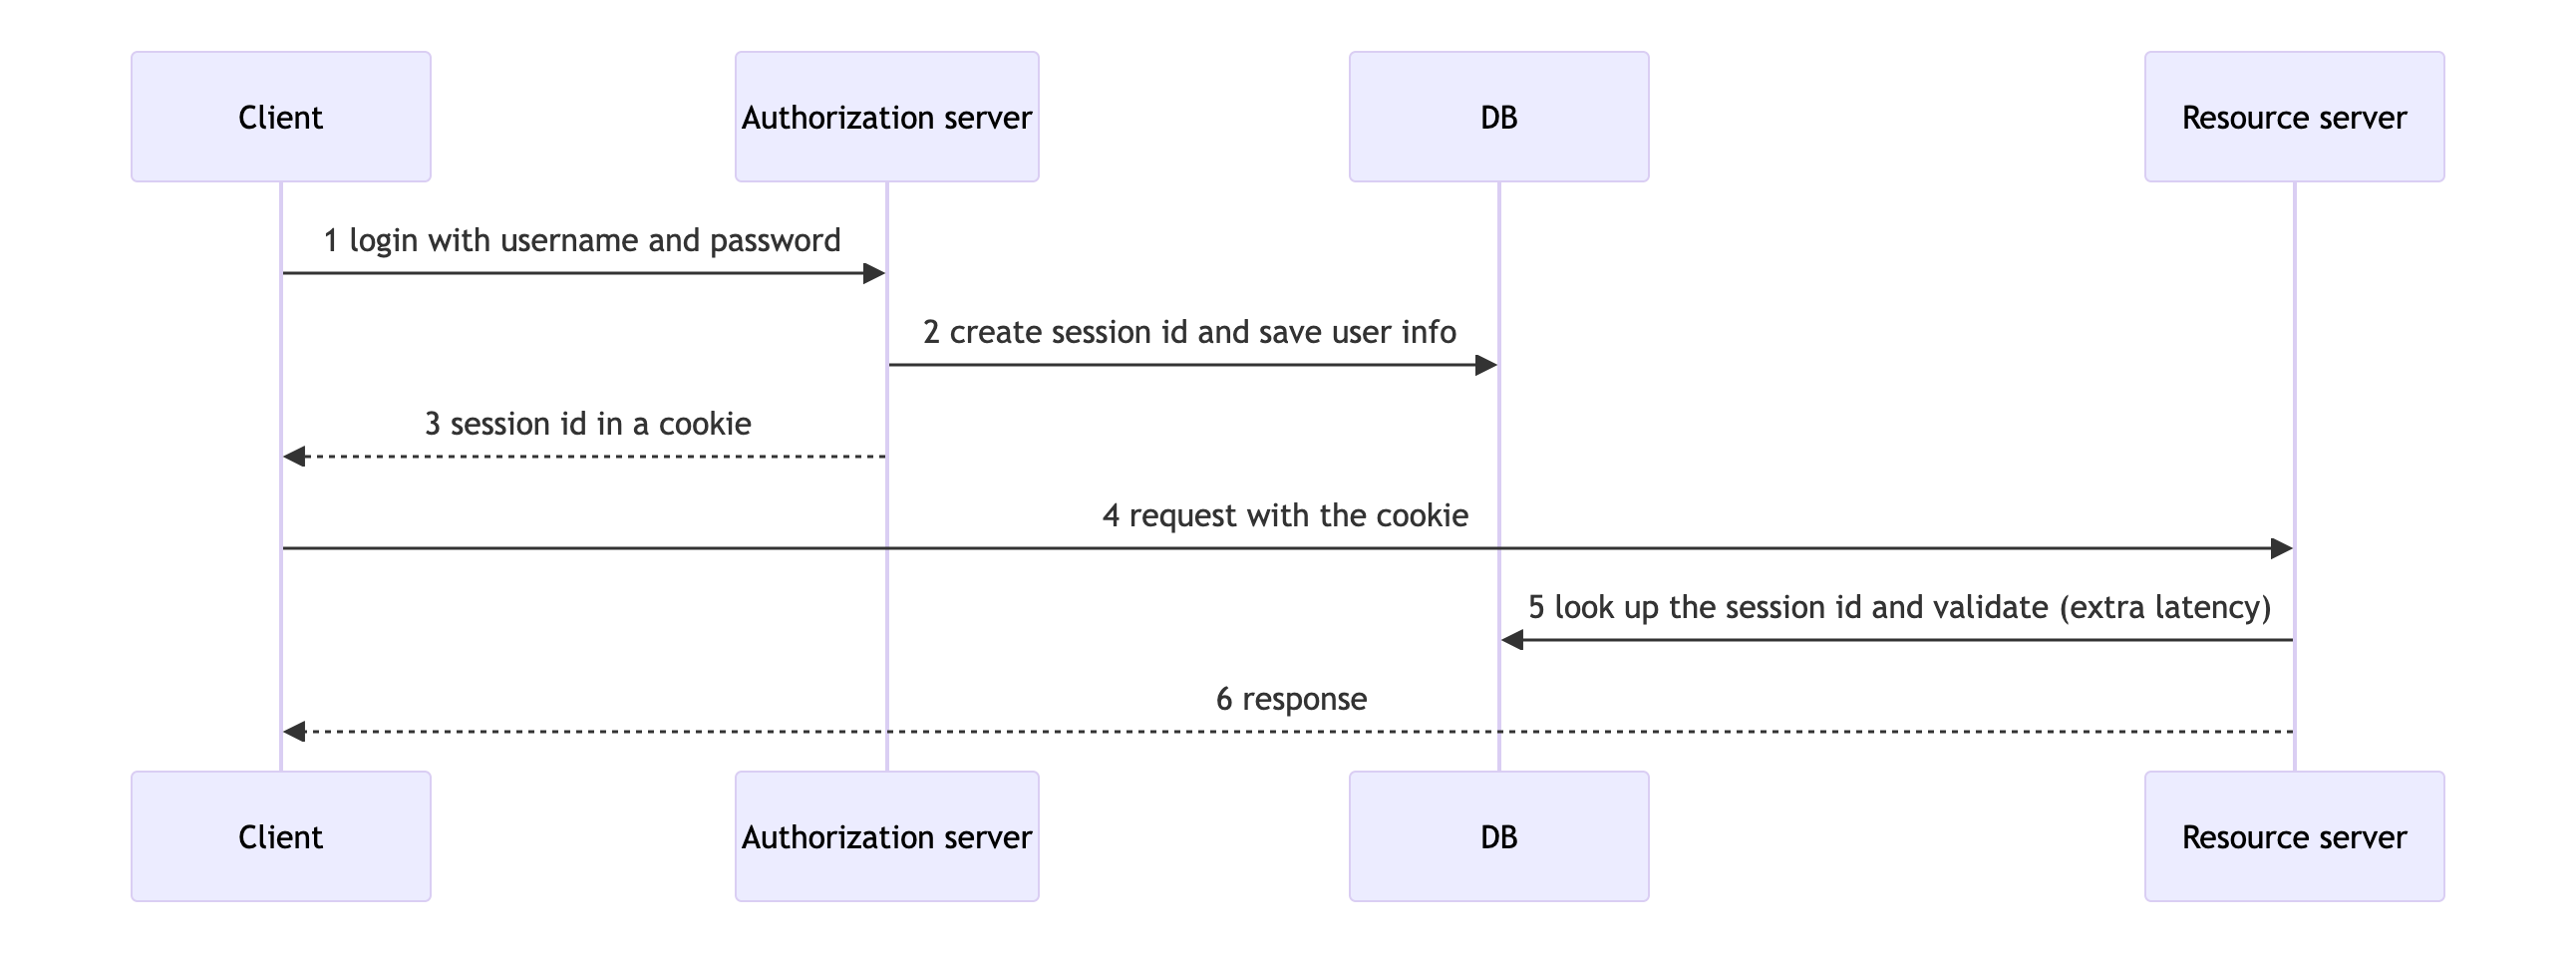 Client
Authorization server
DB
Resource server
1 login with username and password
2 create session id and save user info
3 session id in a cookie
4 request with the cookie
5 look up the session id and validate (extra latency)
6 response
Client
Authorization server
DB
Resource server